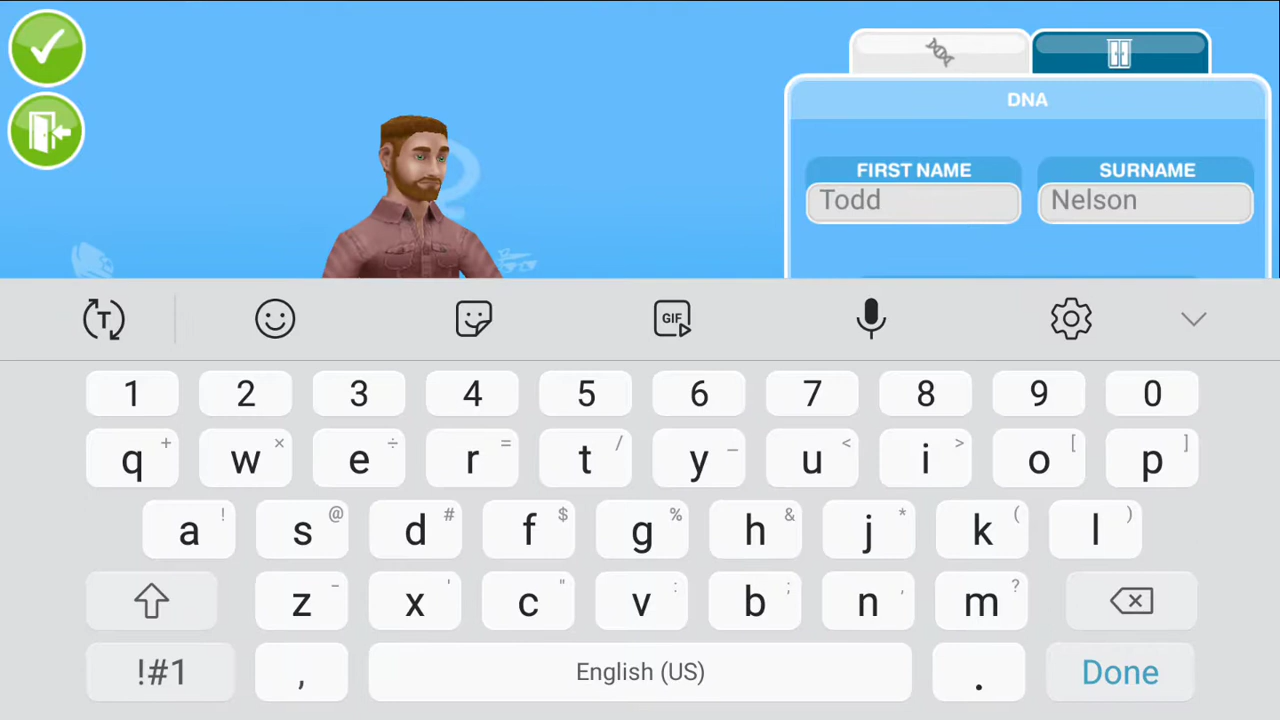 DNA
FIRST NAME SURNAME
Todd Nelson
T GIF
1 2 3 4 5 6 7 8 9 0
q + w × e ÷ r = t / y _ u < i > o [ p ]
a ! s @ d # f $ g % h & j * k ( l )
z - x ' c " v : b ; n , m ?
!#1 , English (US) . Done